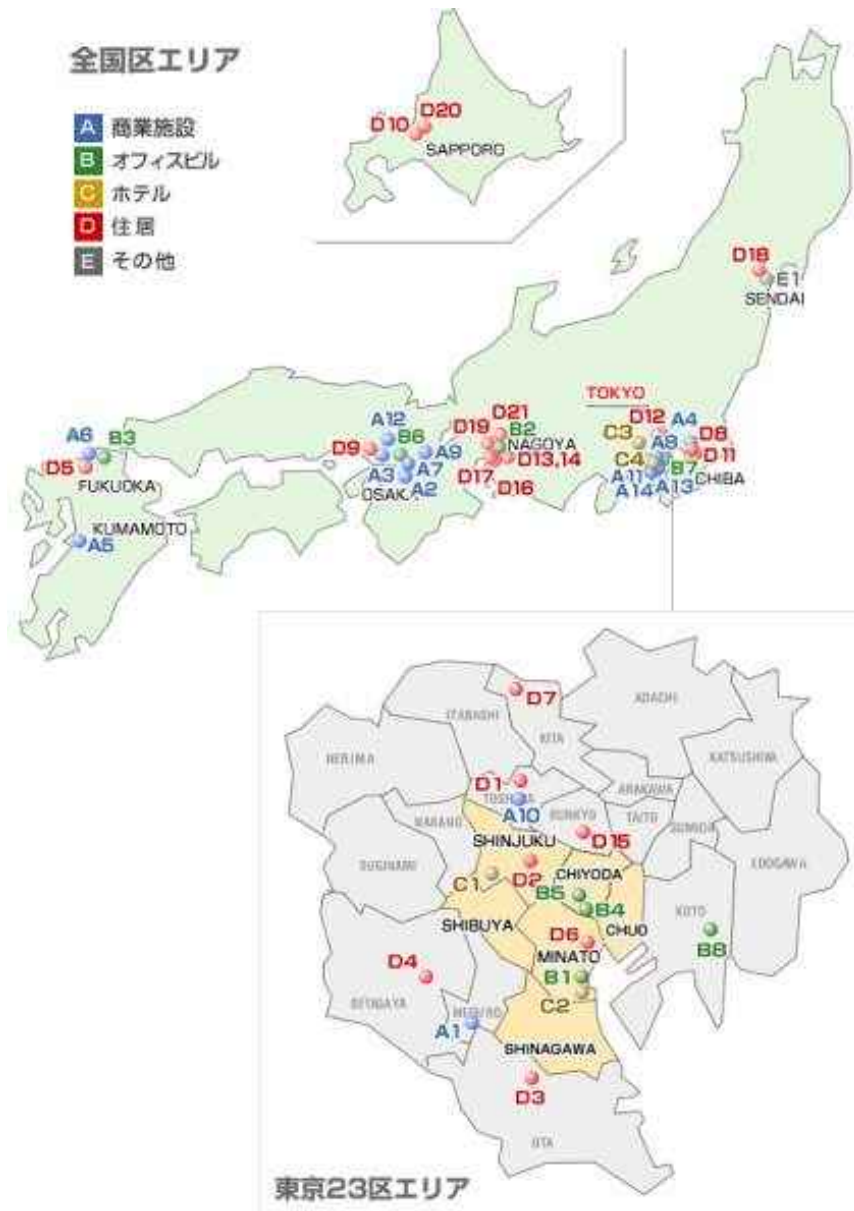 全国区エリア
A 商業施設
B オフィスビル
C ホテル
D 住居
E その他
D20
D10
SAPPORO
D18
E1
SENDAI
TOKYO
D12
A4
C3
A8
D8
D11
C4
B7
A11
CHIBA
A13
A14
D21
D19
B2
NAGOYA
D13,14
D17
D16
A12
D9
B6
A9
A3
A7
OSAKA
A2
A6
B3
D5
FUKUOKA
KUMAMOTO
A5
D7
ITABASHI
KITA
ADACHI
KATSUSHIWA
NERIMA
D1
TOSHIMA
ARAKAWA
A10
BUNKYO
TAITO
NAKANO
SUMIDA
SHINJUKU
D15
SUGINAMI
D2
CHIYODA
EDOGAWA
C1
B5
B4
KOTO
SHIBUYA
CHUO
D6
B8
MINATO
D4
B1
C2
SETAGAYA
MEGURO
A1
SHINAGAWA
D3
OTA
東京23区エリア